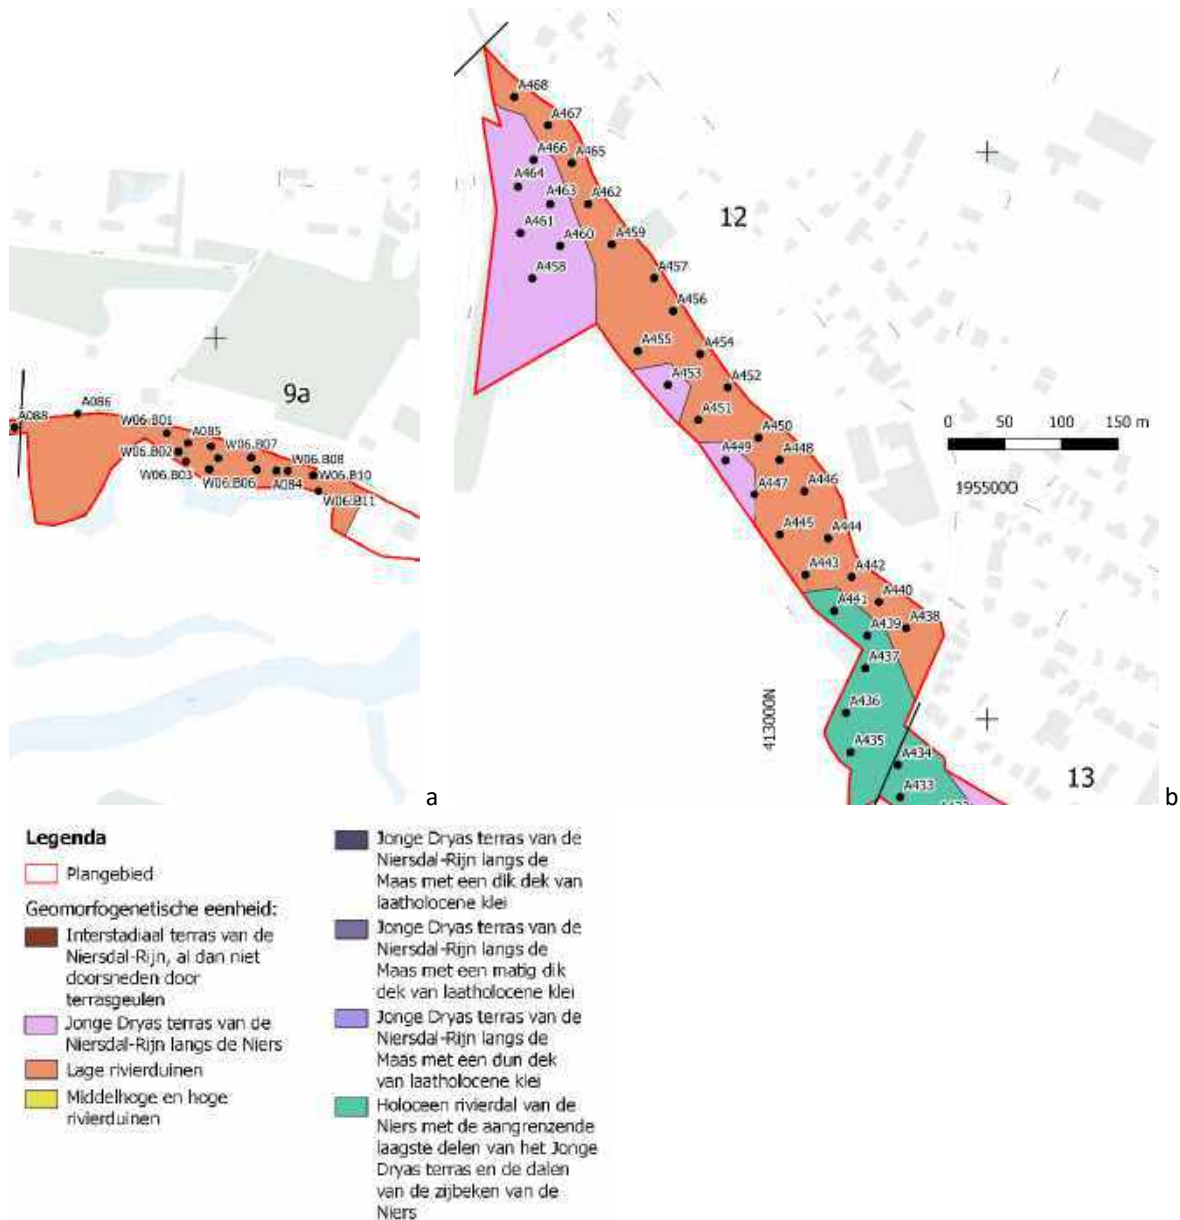 A468
A467
A466
A465
A464
A463
A462
12
A461
A460
A459
A458
A457
A456
A455
A454
A453
A452
9a
A086
A088
W06.B01
A085
W06.B07
W06.B02
W06.B08
W06.B03
W06.B06
A084
W06.B10
W06.B11
A451
A450
0 50 100 150 m
A449
A448
A447
A446
195500O
A445
A444
A443
A442
A441
A440
A439
A438
A437
A436
413000N
A435
A434
13
A433
a
b
Legenda
Plangebied
Geomorfogenetische eenheid:
Interstadiaal terras van de
Niersdal-Rijn, al dan niet
doorsneden door
terrasgeulen
Jonge Dryas terras van de
Niersdal-Rijn langs de Niers
Lage rivierduinen
Middelhoge en hoge
rivierduinen
Jonge Dryas terras van de
Niersdal-Rijn langs de
Maas met een dik dek van
laatholocene klei
Jonge Dryas terras van de
Niersdal-Rijn langs de
Maas met een matig dik
dek van laatholocene klei
Jonge Dryas terras van de
Niersdal-Rijn langs de
Maas met een dun dek
van laatholocene klei
Holoceen rivierdal van de
Niers met de aangrenzende
laagste delen van het Jonge
Dryas terras en de dalen
van de zijbeken van de
Niers